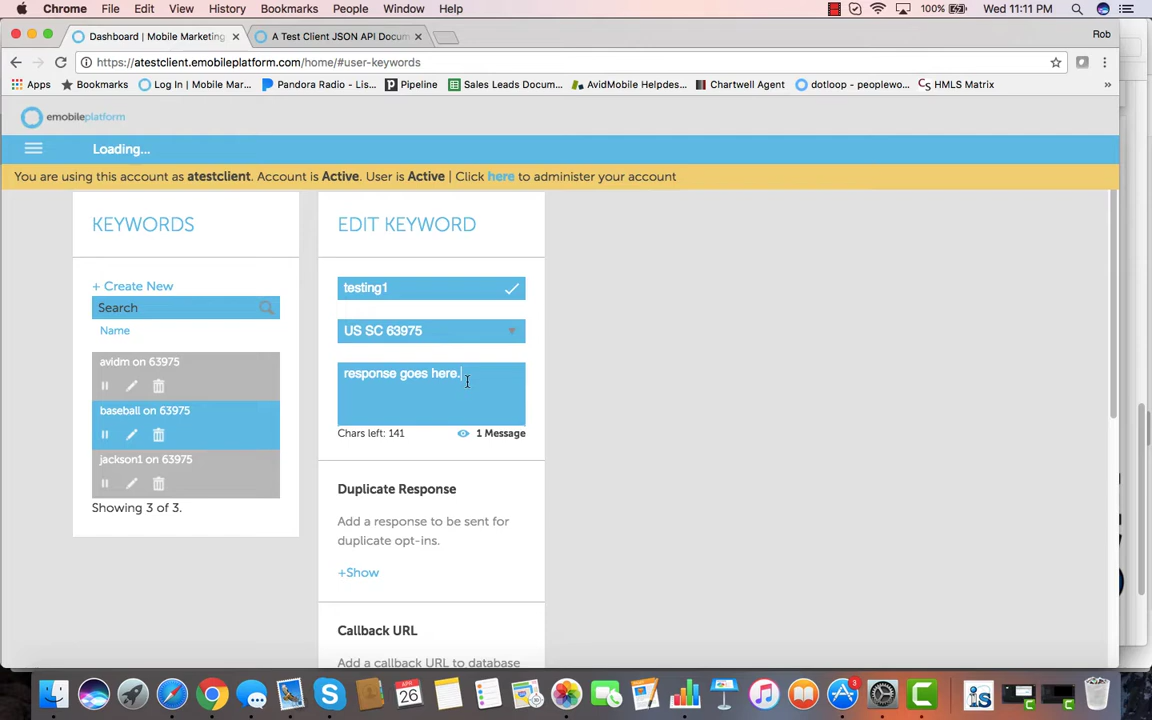 Chrome File Edit View History Bookmarks People Window Help 100% Wed 11:11 PM
Dashboard | Mobile Marketing A Test Client JSON API Docum Rob
https://atestclient.emobileplatform.com/home/#user-keywords
Apps Bookmarks Log In | Mobile Mar... Pandora Radio - Lis... Pipeline Sales Leads Docum... AvidMobile Helpdes... Chartwell Agent dotloop - peoplewo... HMLS Matrix »
emobileplatform
Loading...
You are using this account as atestclient. Account is Active. User is Active | Click here to administer your account
KEYWORDS
+ Create New
Search
Name
avidm on 63975
baseball on 63975
jackson1 on 63975
Showing 3 of 3.
EDIT KEYWORD
testing1
US SC 63975
response goes here.
Chars left: 141 1 Message
Duplicate Response
Add a response to be sent for
duplicate opt-ins.
+Show
Callback URL
Add a callback URL to database
APR
26
3